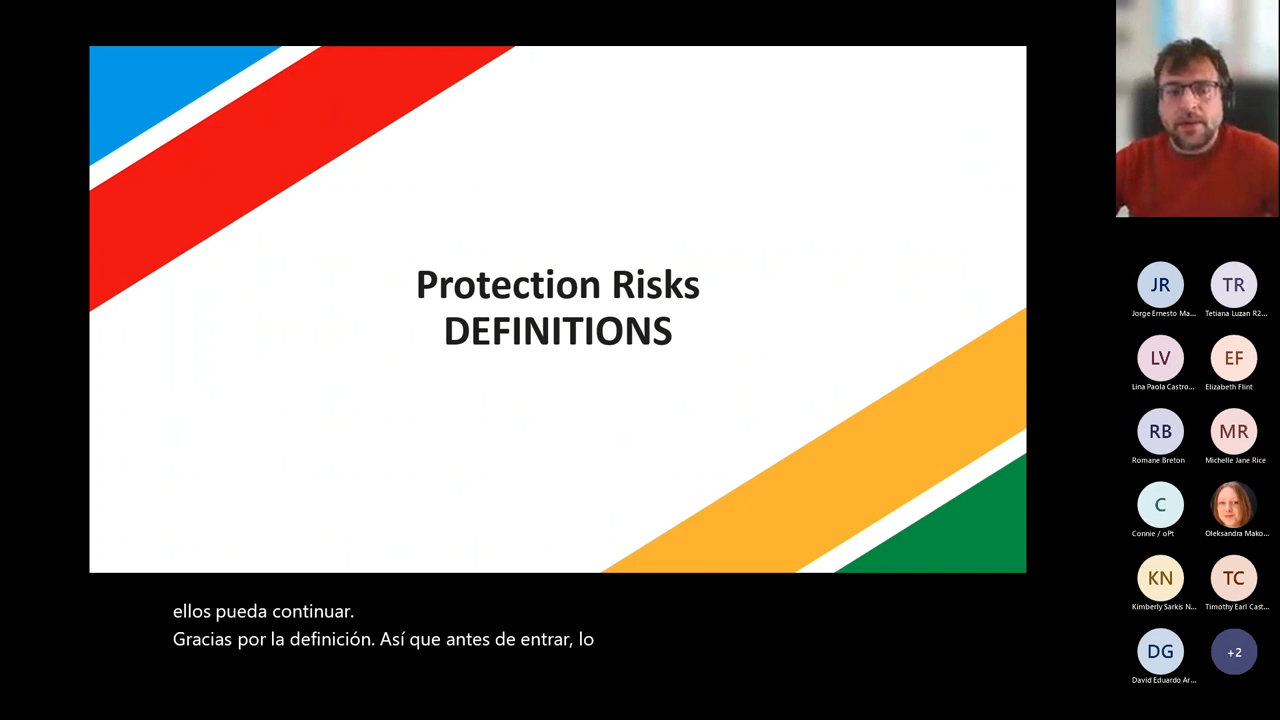 Protection Risks
DEFINITIONS
ellos pueda continuar.
Gracias por la definición. Así que antes de entrar, lo
JR
TR
Jorge Ernesto Ma...
Tetiana Luzan R2...
LV
EF
Lina Paola Castro...
Elizabeth Flint
RB
MR
Romane Breton
Michelle Jane Rice
C
Connie / oPt
Oleksandra Mako...
KN
TC
Kimberly Sarkis N...
Timothy Earl Cast...
DG
+2
David Eduardo Ar...